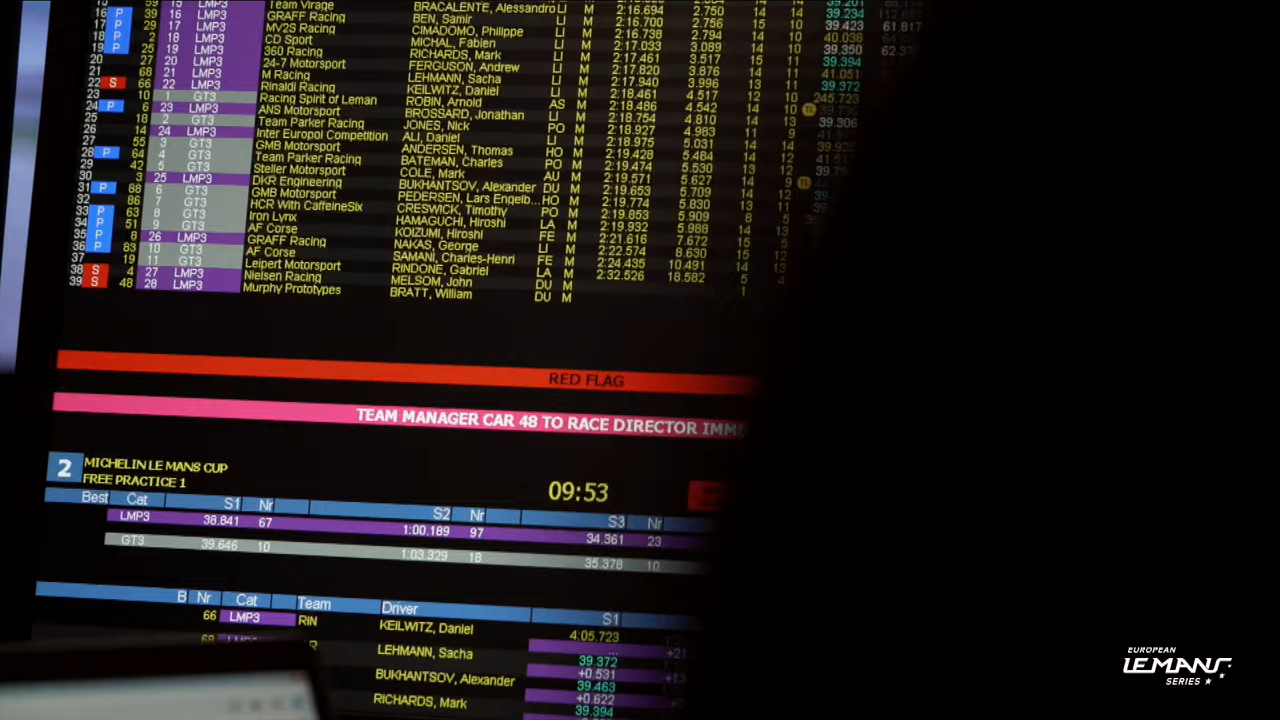 Team Virage BRACALENTE, Alessandro LI M
16 P 39 16 LMP3 GRAFF Racing BEN, Samir LI M 2:16.694 2.750 14 14 39.234
17 P 29 17 LMP3 MV2S Racing CIMADOMO, Philippe LI M 2:16.700 2.756 39.423 61.817
18 P 2 18 LMP3 CD Sport MICHAL, Fabien LI M 2:16.738 2.794 14 10 40.036
19 P 25 19 LMP3 360 Racing RICHARDS, Mark LI M 2:17.033 3.089 14 10 39.350
20 27 20 LMP3 24-7 Motorsport FERGUSON, Andrew LI M 2:17.461 3.517 15 11 39.394
21 68 21 LMP3 M Racing LEHMANN, Sacha LI M 2:17.820 3.876 14 11 41.051
22 S 66 22 LMP3 Rinaldi Racing KEILWITZ, Daniel LI M 2:17.940 3.996 13 11 39.372
23 10 1 GT3 Racing Spirit of Leman ROBIN, Arnold AS M 2:18.461 4.517 12 10 245.723
24 P 6 23 LMP3 ANS Motorsport BROSSARD, Jonathan LI M 2:18.486 4.542 14 10
25 18 2 GT3 Team Parker Racing JONES, Nick PO M 2:18.754 4.810 14 13 39.306
26 14 24 LMP3 Inter Europol Competition ALI, Daniel LI M 2:18.927 4.983 11 9
27 55 3 GT3 GMB Motorsport ANDERSEN, Thomas HO M 2:18.975 5.031 14 11
28 P 64 4 GT3 Team Parker Racing BATEMAN, Charles PO M 2:19.428 5.484 14 12
29 42 5 GT3 Steller Motorsport COLE, Mark AU M 2:19.474 5.530 13 12
30 3 25 LMP3 DKR Engineering BUKHANTSOV, Alexander DU M 2:19.571 5.627 14 9
31 P 88 6 GT3 GMB Motorsport PEDERSEN, Lars Engelb... HO M 2:19.653 5.709 14 12
32 86 7 GT3 HCR With CaffeineSix CRESWICK, Timothy PO M 2:19.774 5.830 13 11
33 P 63 8 GT3 Iron Lynx HAMAGUCHI, Hiroshi LA M 2:19.853 5.909 8 5
34 P 51 9 GT3 AF Corse KOIZUMI, Hiroshi FE M 2:19.932 5.988 14 13
35 P 8 26 LMP3 GRAFF Racing NAKAS, George LI M 2:21.616 7.672 15 5
36 P 83 10 GT3 AF Corse SAMANI, Charles-Henri FE M 2:22.574 8.630 15 12
37 19 11 GT3 Leipert Motorsport RINDONE, Gabriel LA M 2:24.435 10.491 14 13
38 S 4 27 LMP3 Nielsen Racing MELSOM, John DU M 2:32.526 18.582 5 4
39 S 48 28 LMP3 Murphy Prototypes BRATT, William DU M 1
RED FLAG
TEAM MANAGER CAR 48 TO RACE DIRECTOR IMM
2 MICHELIN LE MANS CUP
FREE PRACTICE 1 09:53
Best Cat S1 Nr S2 Nr S3 Nr
LMP3 38.841 67 1:00.189 97 34.361 23
GT3 39.646 10 1:03.329 18 35.378 10
B Nr Cat Team Driver S1
66 LMP3 RIN KEILWITZ, Daniel 4:05.723
68 LMP3 LEHMANN, Sacha ... +21
39.372
BUKHANTSOV, Alexander +0.531
39.463
RICHARDS, Mark +0.622
39.394
EUROPEAN
LE MANS
SERIES